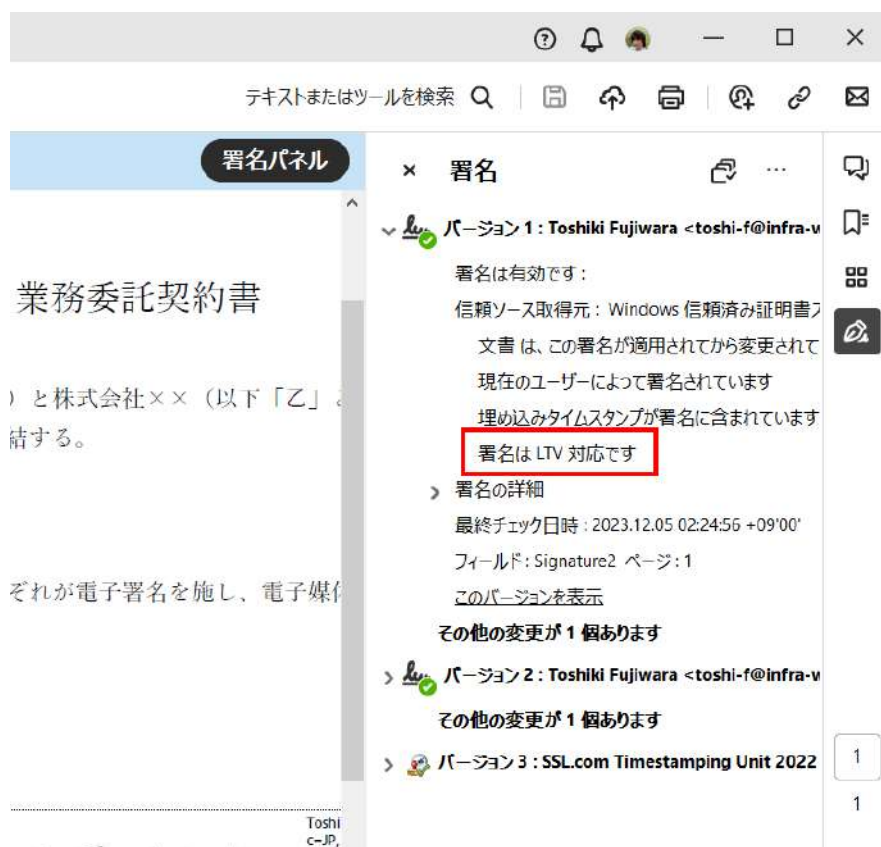 テキストまたはツールを検索
署名パネル
署名
バージョン 1 : Toshiki Fujiwara <toshi-f@infra-w
署名は有効です :
信頼ソース取得元 : Windows 信頼済み証明書ス
業務委託契約書
文書 は、この署名が適用されてから変更されて
現在のユーザーによって署名されています
) と株式会社×× (以下「乙」
埋め込みタイムスタンプが署名に含まれています
結する。
署名は LTV 対応です
署名の詳細
最終チェック日時 : 2023.12.05 02:24:56 +09'00'
フィールド : Signature2 ページ : 1
ぞれが電子署名を施し、電子媒体
このバージョンを表示
その他の変更が 1 個あります
バージョン 2 : Toshiki Fujiwara <toshi-f@infra-w
その他の変更が 1 個あります
バージョン 3 : SSL.com Timestamping Unit 2022
1
1
Toshi
c-JP,